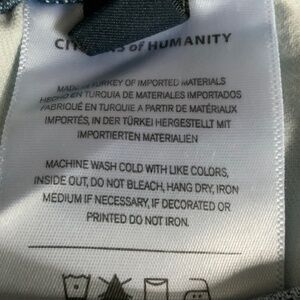 OF HUMANITY
MADE IN TURKEY OF IMPORTED MATERIALS
HECHO EN TURQUIA DE MATERIALES IMPORTADOS
FABRIQUÉ EN TURQUIE A PARTIR DE MATÉRIAUX
IMPORTÉS, IN DER TÜRKEI HERGESTELLT MIT
IMPORTIERTEN MATERIALIEN
MACHINE WASH COLD WITH LIKE COLORS,
INSIDE OUT, DO NOT BLEACH, HANG DRY, IRON
MEDIUM IF NECESSARY, IF DECORATED OR
PRINTED DO NOT IRON.